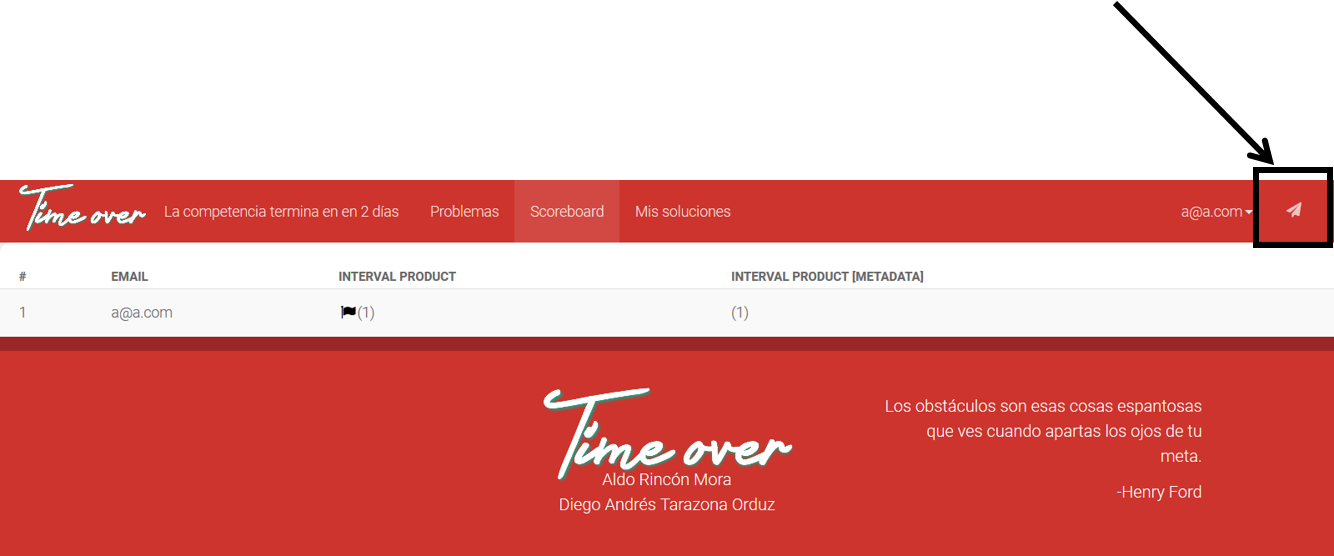 Time over La competencia termina en en 2 días Problemas Scoreboard Mis soluciones a@a.com
# EMAIL INTERVAL PRODUCT INTERVAL PRODUCT [METADATA]
1 a@a.com (1) (1)
Time over
Aldo Rincón Mora
Diego Andrés Tarazona Orduz
Los obstáculos son esas cosas espantosas
que ves cuando apartas los ojos de tu
meta.
-Henry Ford